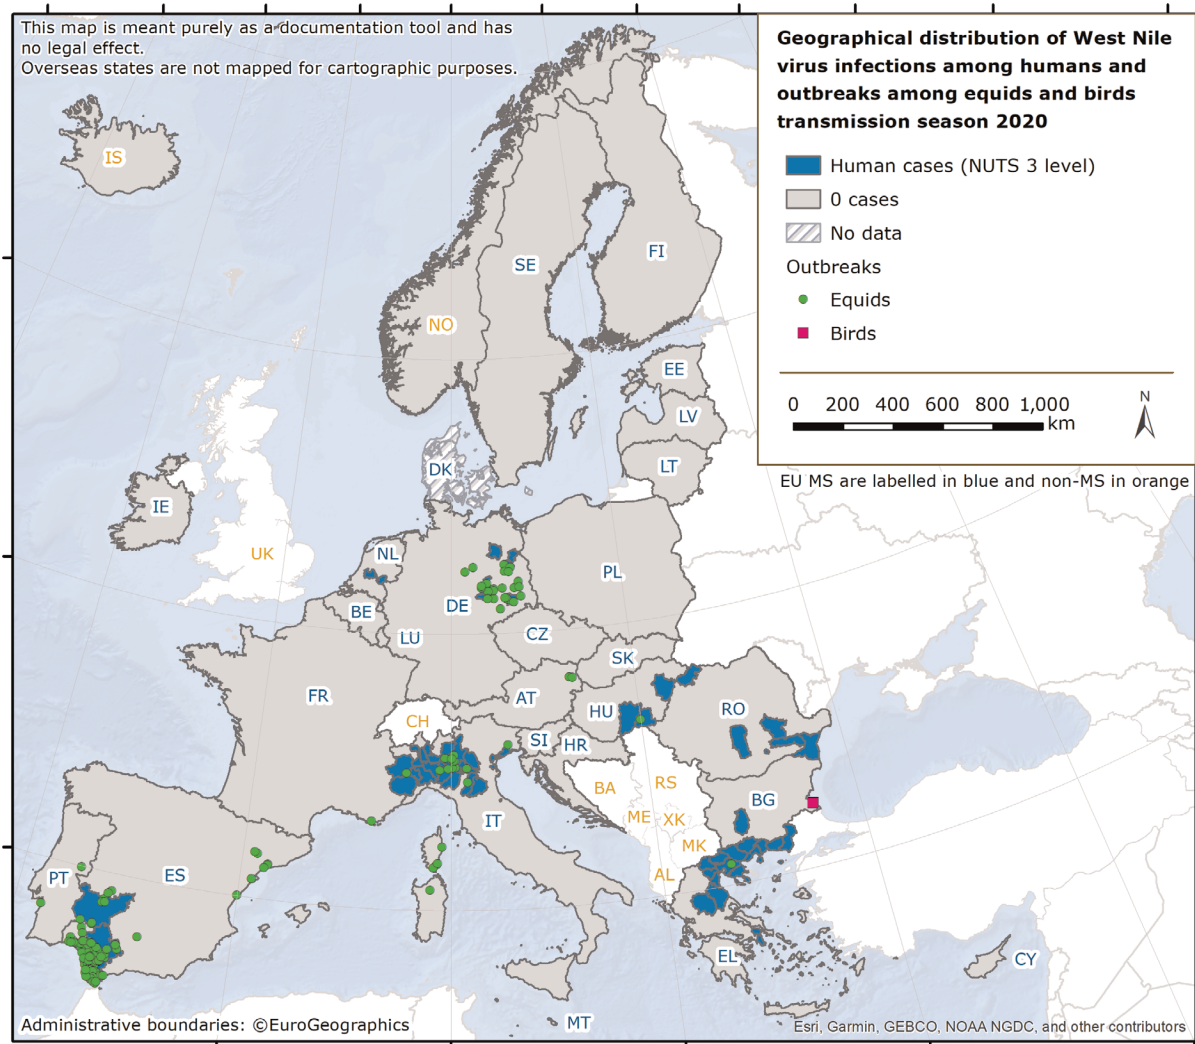 This map is meant purely as a documentation tool and has
no legal effect.
Overseas states are not mapped for cartographic purposes.
Geographical distribution of West Nile
virus infections among humans and
outbreaks among equids and birds
transmission season 2020
Human cases (NUTS 3 level)
0 cases
No data
Outbreaks
Equids
Birds
0 200 400 600 800 1,000
km
N
EU MS are labelled in blue and non-MS in orange
IS
FI
SE
NO
EE
LV
LT
DK
IE
UK
NL
PL
DE
BE
CZ
LU
SK
FR
AT
HU
RO
CH
SI
HR
BA
RS
BG
IT
ME
XK
MK
AL
PT
ES
EL
CY
MT
Administrative boundaries: ©EuroGeographics
Esri, Garmin, GEBCO, NOAA NGDC, and other contributors